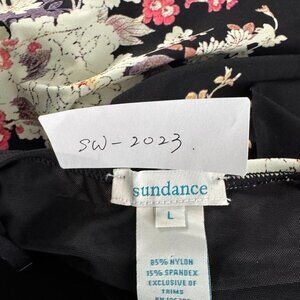 SW-2023.
sundance
L
85% NYLON
15% SPANDEX
EXCLUSIVE OF
TRIMS